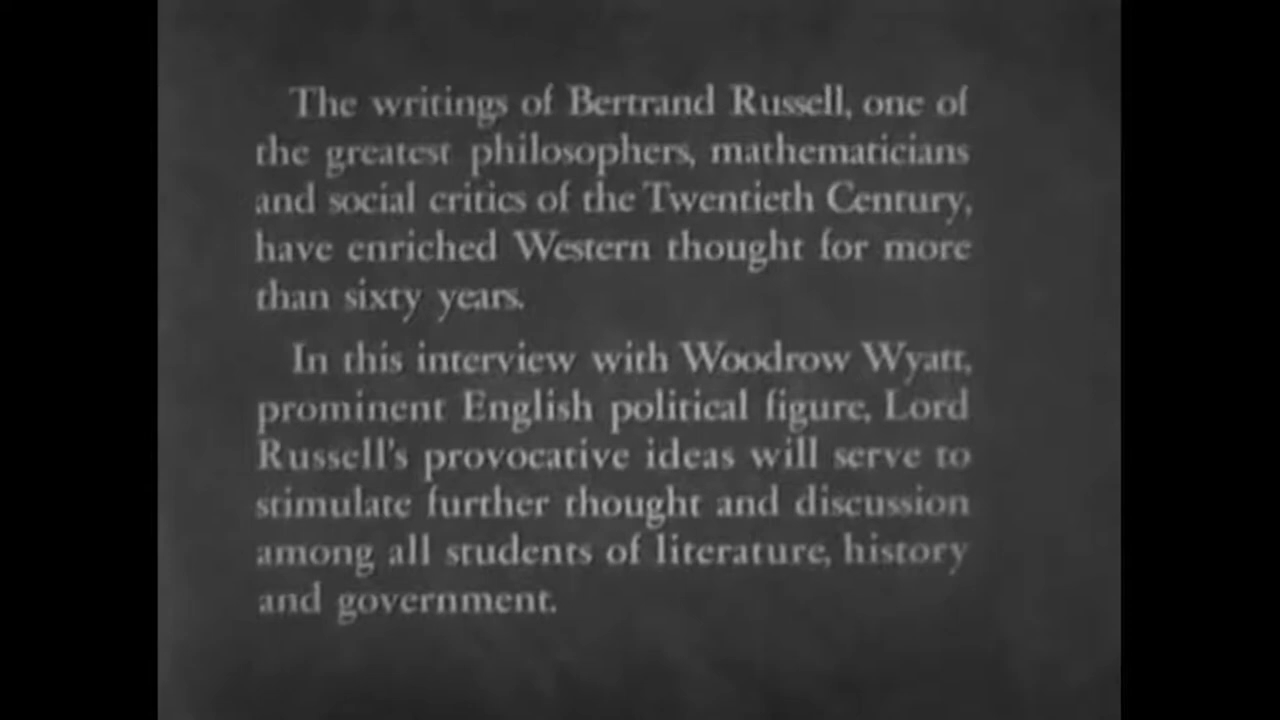 The writings of Bertrand Russell, one of
the greatest philosophers, mathematicians
and social critics of the Twentieth Century,
have enriched Western thought for more
than sixty years.
In this interview with Woodrow Wyatt,
prominent English political figure, Lord
Russell's provocative ideas will serve to
stimulate further thought and discussion
among all students of literature, history
and government.